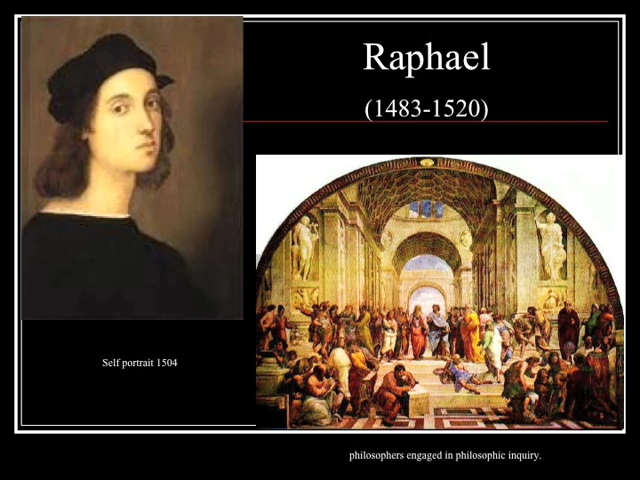 Raphael
(1483-1520)
Self portrait 1504
philosophers engaged in philosophic inquiry.